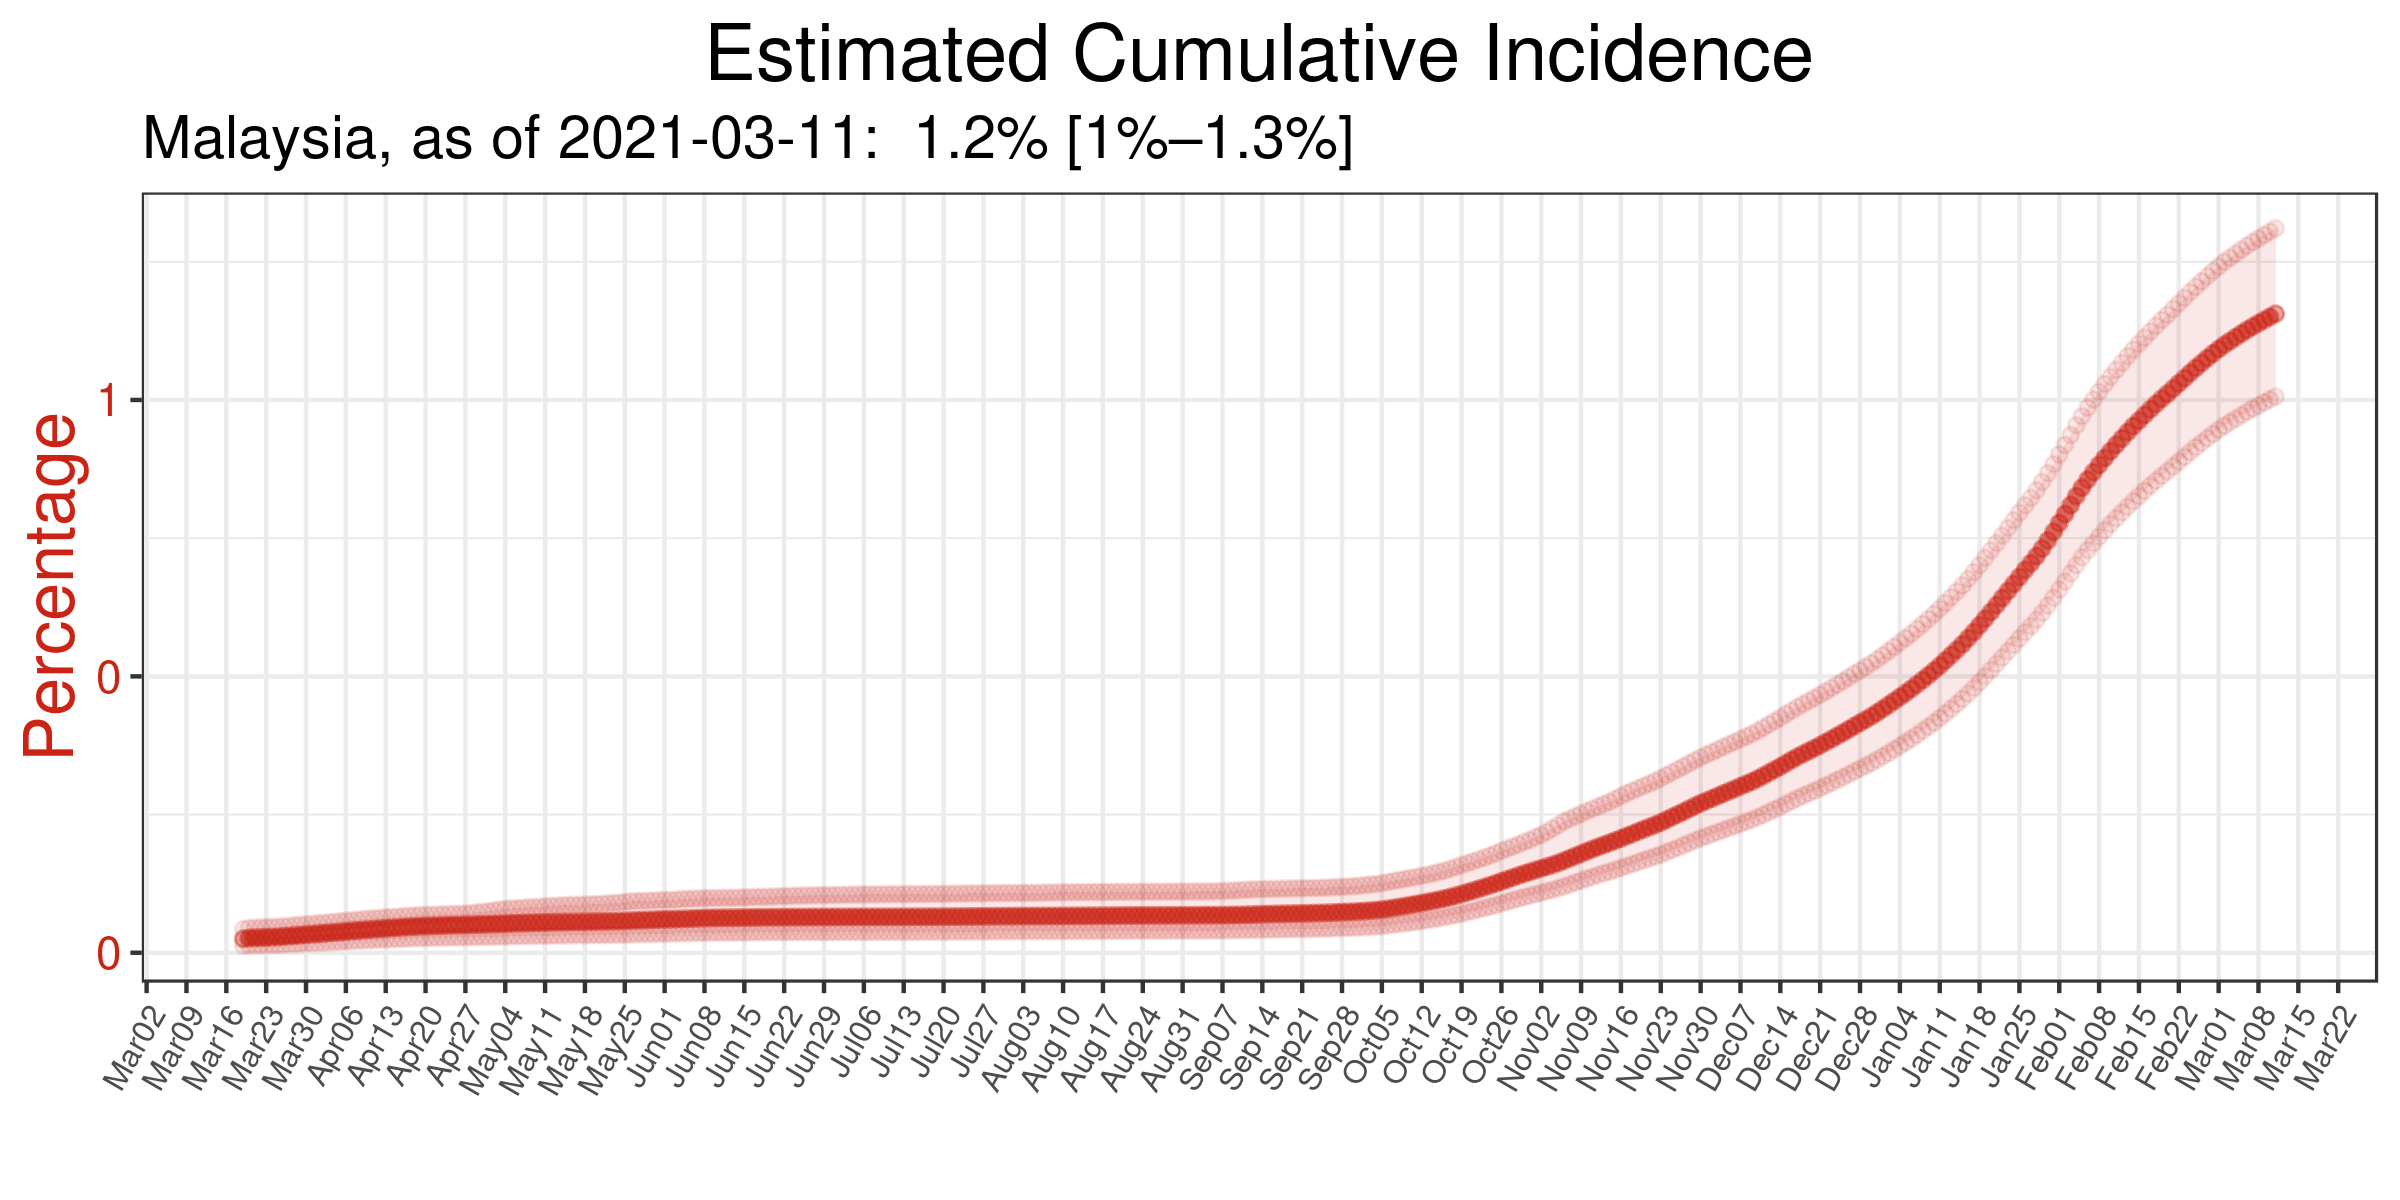 Estimated Cumulative Incidence
Malaysia, as of 2021-03-11:  1.2% [1%–1.3%]
Percentage
1
0
0
Mar02
Mar09
Mar16
Mar23
Mar30
Apr06
Apr13
Apr20
Apr27
May04
May11
May18
May25
Jun01
Jun08
Jun15
Jun22
Jun29
Jul06
Jul13
Jul20
Jul27
Aug03
Aug10
Aug17
Aug24
Aug31
Sep07
Sep14
Sep21
Sep28
Oct05
Oct12
Oct19
Oct26
Nov02
Nov09
Nov16
Nov23
Nov30
Dec07
Dec14
Dec21
Dec28
Jan04
Jan11
Jan18
Jan25
Feb01
Feb08
Feb15
Feb22
Mar01
Mar08
Mar15
Mar22